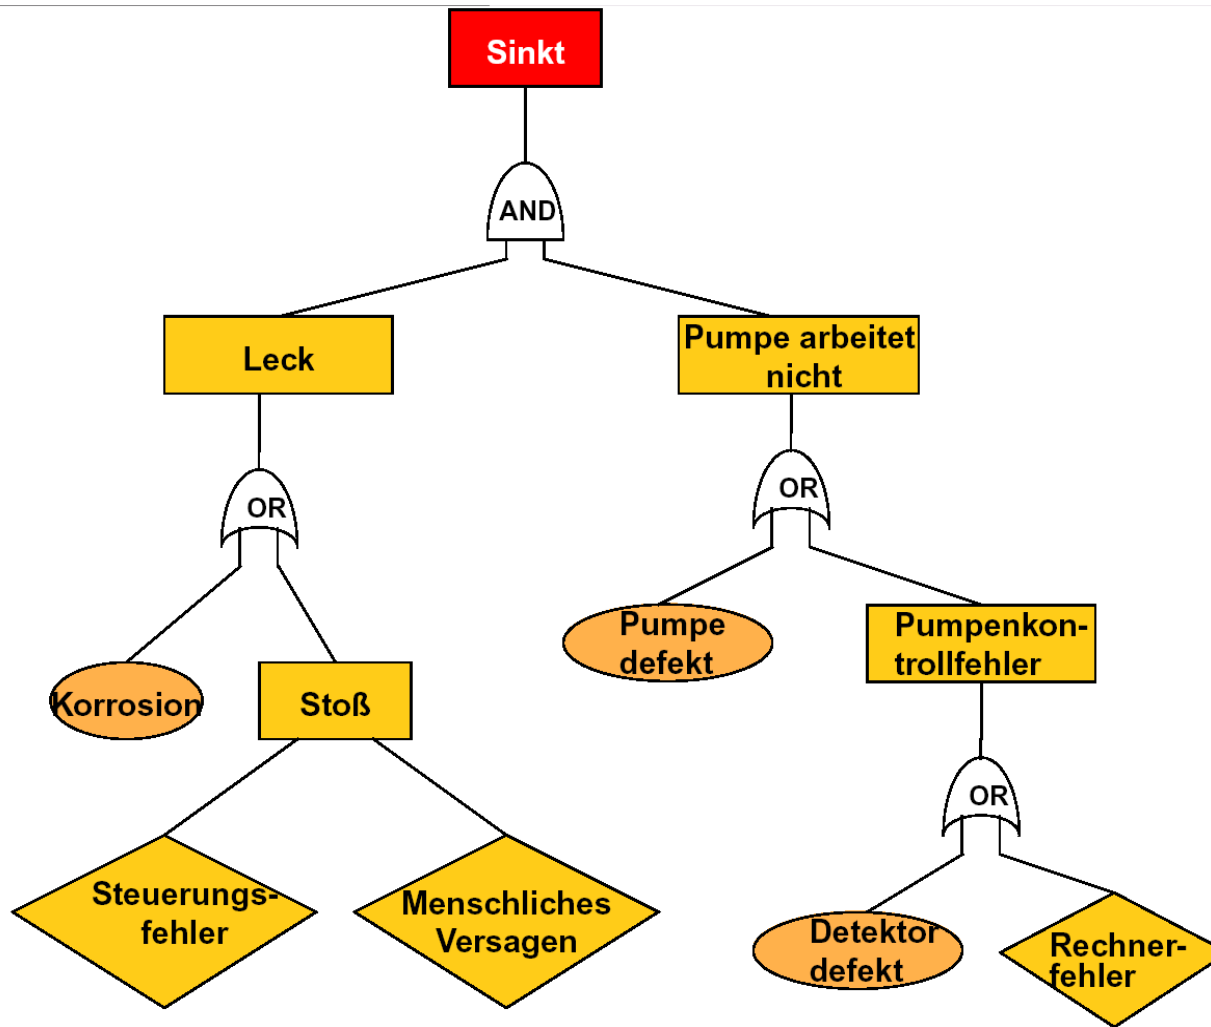 Sinkt
AND
Leck
Pumpe arbeitet
nicht
OR
OR
Korrosion
Stoß
Pumpe
defekt
Pumpenkon-
trollfehler
OR
Steuerungs-
fehler
Menschliches
Versagen
Detektor
defekt
Rechner-
fehler